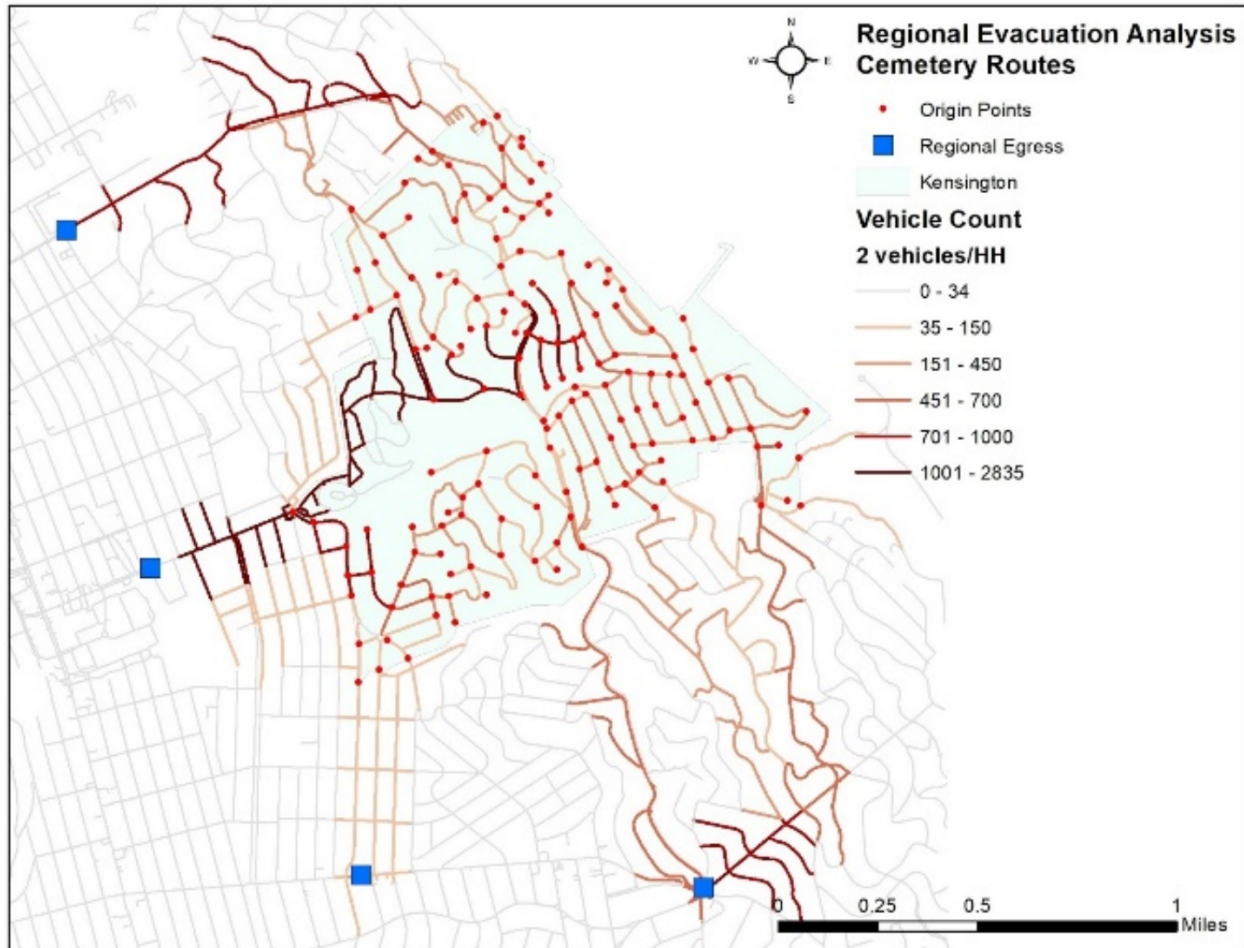 Regional Evacuation Analysis
Cemetery Routes
N
W E
S
Origin Points
Regional Egress
Kensington
Vehicle Count
2 vehicles/HH
0 - 34
35 - 150
151 - 450
451 - 700
701 - 1000
1001 - 2835
0 0.25 0.5 1
Miles